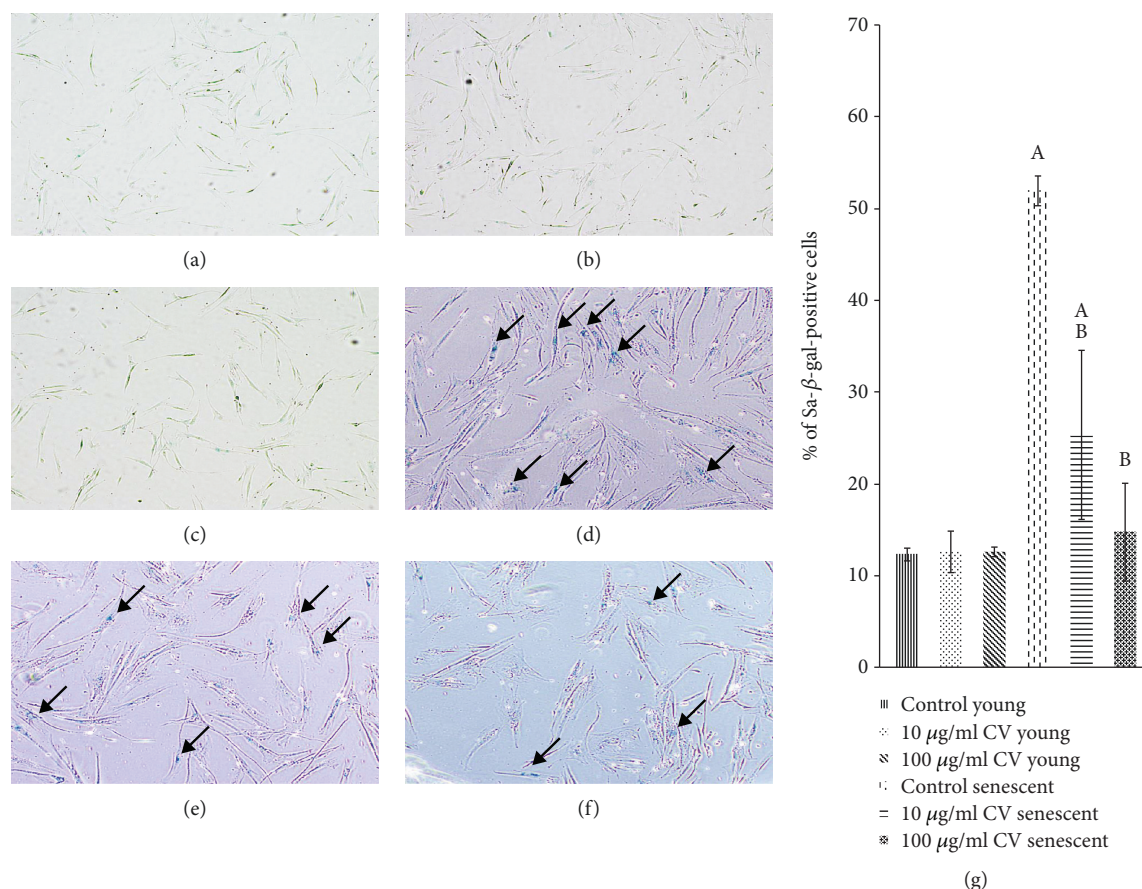 (a)
(b)
(c)
(d)
(e)
(f)
% of Sa-β-gal-positive cells
70
60
50
40
30
20
10
0
A
A
B
B
Control young
10 μg/ml CV young
100 μg/ml CV young
Control senescent
10 μg/ml CV senescent
100 μg/ml CV senescent
(g)